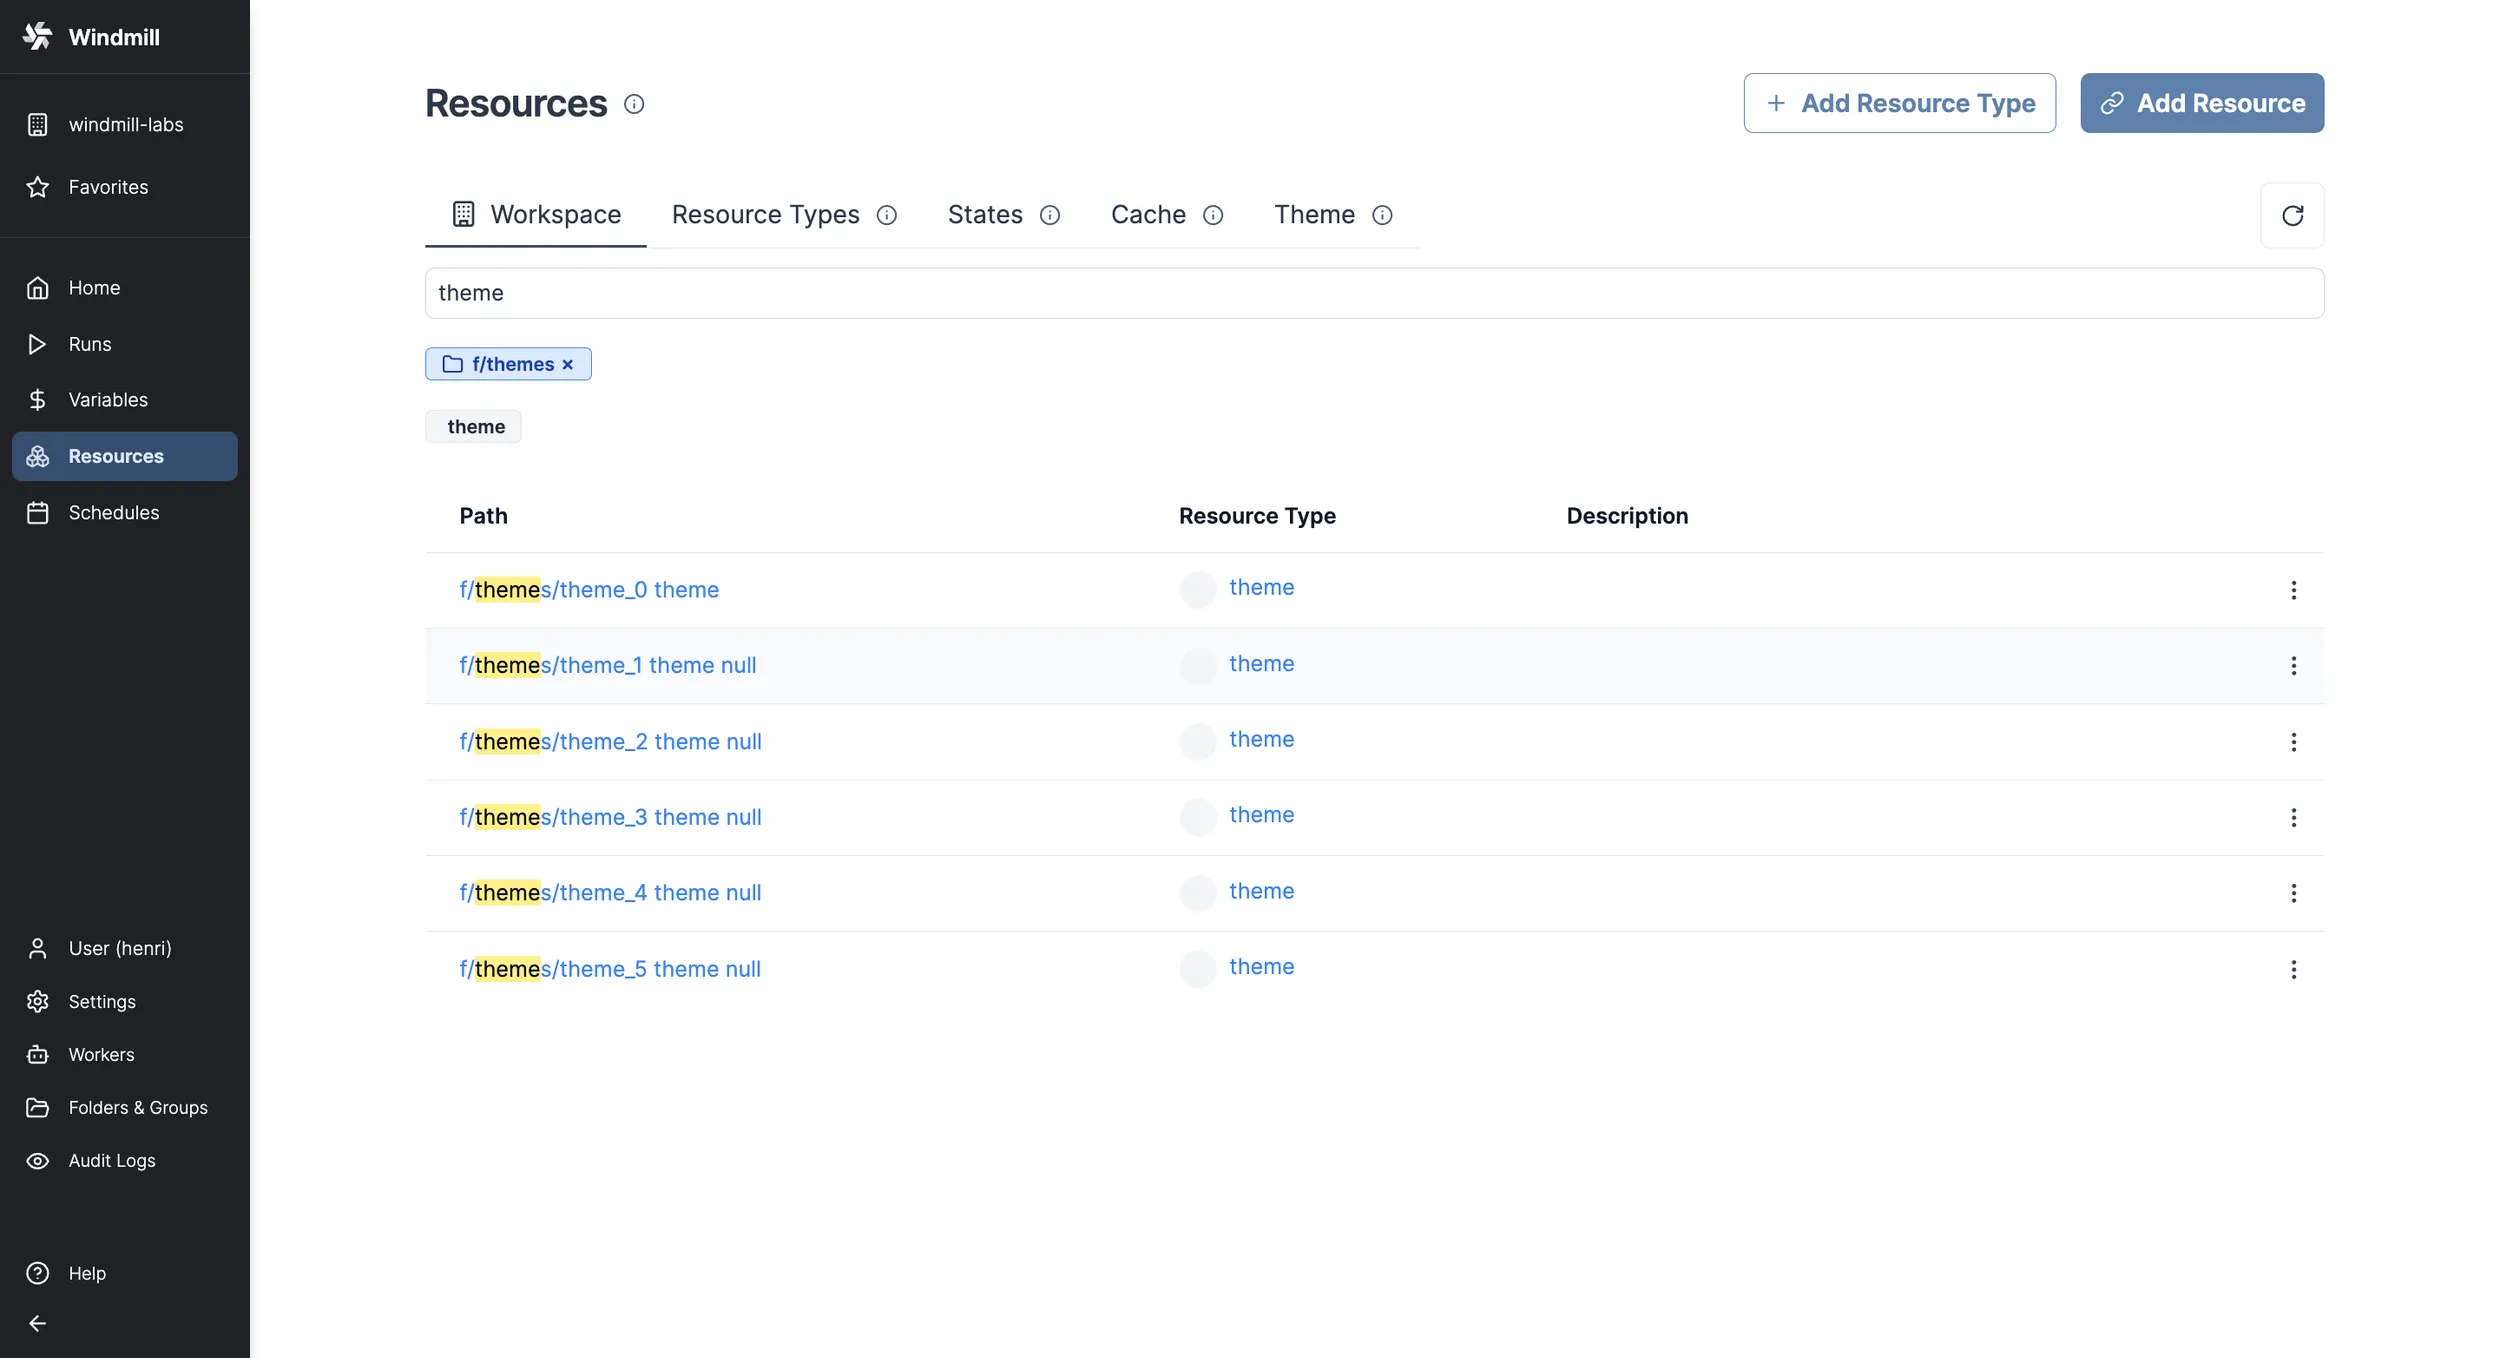 Windmill
windmill-labs
Favorites
Home
Runs
Variables
Resources
Schedules
User (henri)
Settings
Workers
Folders & Groups
Audit Logs
Help
Resources
Add Resource Type
Add Resource
Workspace
Resource Types
States
Cache
Theme
theme
f/themes ×
theme
Path Resource Type Description
f/themes/theme_0 theme theme
f/themes/theme_1 theme null theme
f/themes/theme_2 theme null theme
f/themes/theme_3 theme null theme
f/themes/theme_4 theme null theme
f/themes/theme_5 theme null theme